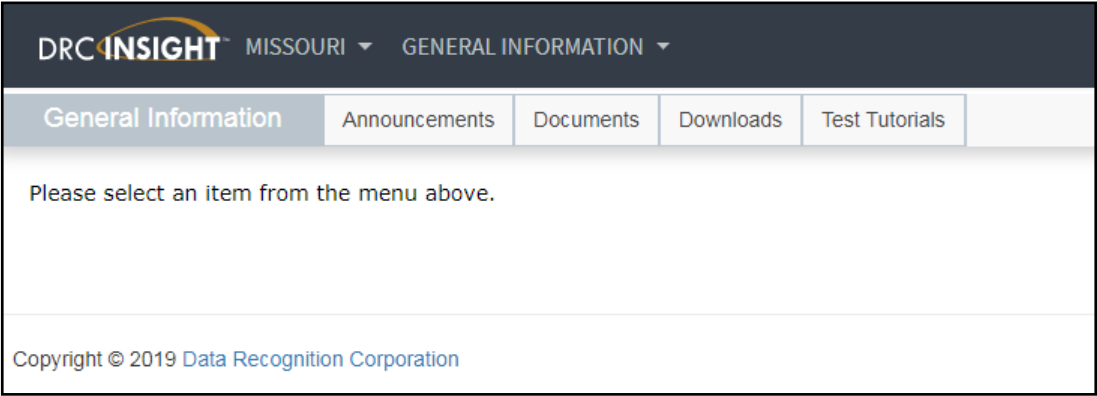 DRC INSIGHT™ MISSOURI GENERAL INFORMATION
General Information Announcements Documents Downloads Test Tutorials
Please select an item from the menu above.
Copyright © 2019 Data Recognition Corporation